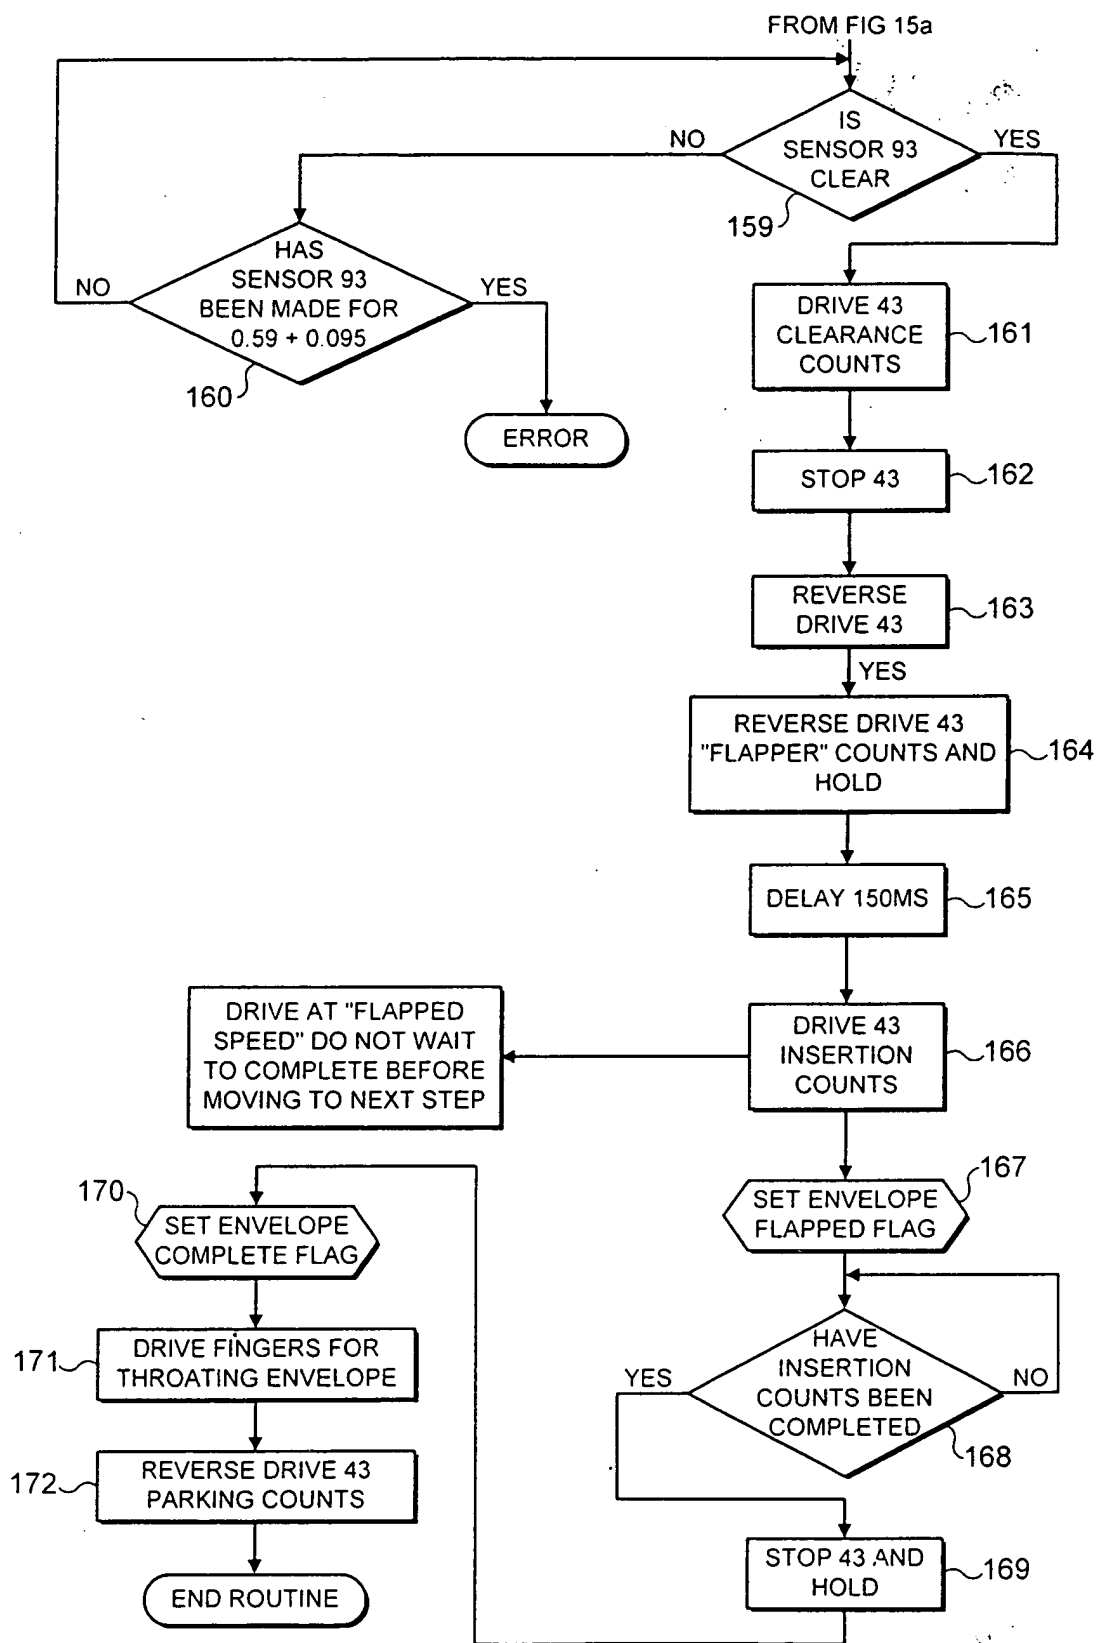 FROM FIG 15a
IS
SENSOR 93
CLEAR
NO
YES
159
HAS
SENSOR 93
BEEN MADE FOR
0.59 + 0.095
NO
YES
160
ERROR
DRIVE 43
CLEARANCE
COUNTS
161
STOP 43
162
REVERSE
DRIVE 43
163
YES
REVERSE DRIVE 43
"FLAPPER" COUNTS AND
HOLD
164
DELAY 150MS
165
DRIVE 43
INSERTION
COUNTS
166
DRIVE AT "FLAPPED
SPEED" DO NOT WAIT
TO COMPLETE BEFORE
MOVING TO NEXT STEP
SET ENVELOPE
FLAPPED FLAG
167
HAVE
INSERTION
COUNTS BEEN
COMPLETED
YES
NO
168
STOP 43 AND
HOLD
169
170
SET ENVELOPE
COMPLETE FLAG
171
DRIVE FINGERS FOR
THROATING ENVELOPE
172
REVERSE DRIVE 43
PARKING COUNTS
END ROUTINE